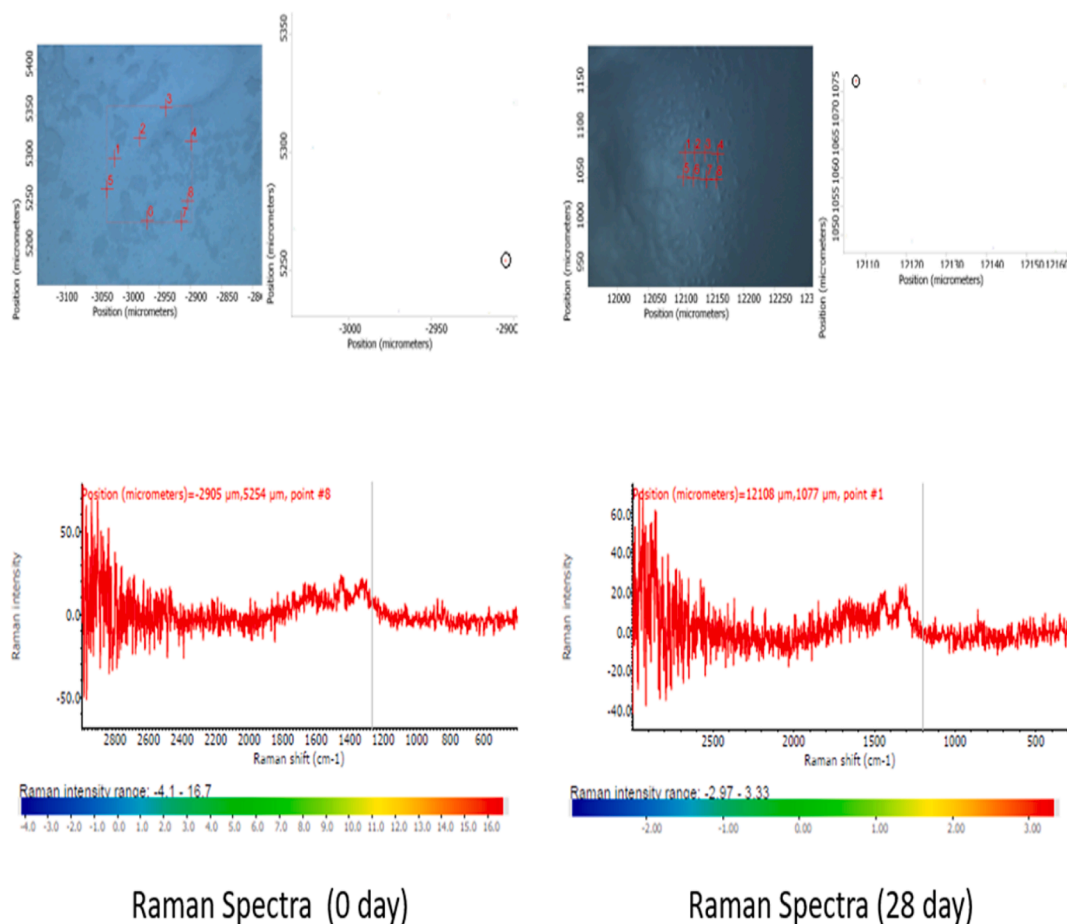 5350
5400
5350
5300
5250
5200
Position (micrometers)
3
2
4
1
5
8
6
7
-3100 -3050 -3000 -2950 -2900
Position (micrometers)
5300
5250
Position (micrometers)
-3000 -2950 -290
Position (micrometers)
1150
1100
1050
1000
950
Position (micrometers)
1 2 3 4
5 6 7 8
12000 12050 12100 12150 12200 12250
Position (micrometers)
1075
1070
1065
1060
1055
1050
Position (micrometers)
12110 12120 12130 12140 12150 12160
Position (micrometers)
Position (micrometers)=-2905 µm,5254 µm, point #8
50.0
0.0
-50.0
Raman intensity
2800 2600 2400 2200 2000 1800 1600 1400 1200 1000 800 600
Raman shift (cm-1)
Raman intensity range: -4.1 - 16.7
-4.0 -3.0 -2.0 -1.0 0.0 1.0 2.0 3.0 4.0 5.0 6.0 7.0 8.0 9.0 10.0 11.0 12.0 13.0 14.0 15.0 16.0
Position (micrometers)=12108 µm,1077 µm, point #1
60.0
40.0
20.0
0.0
-20.0
-40.0
Raman intensity
2500 2000 1500 1000 500
Raman shift (cm-1)
Raman intensity range: -2.97 - 3.33
-2.00 -1.00 0.00 1.00 2.00 3.00
Raman Spectra (0 day)
Raman Spectra (28 day)